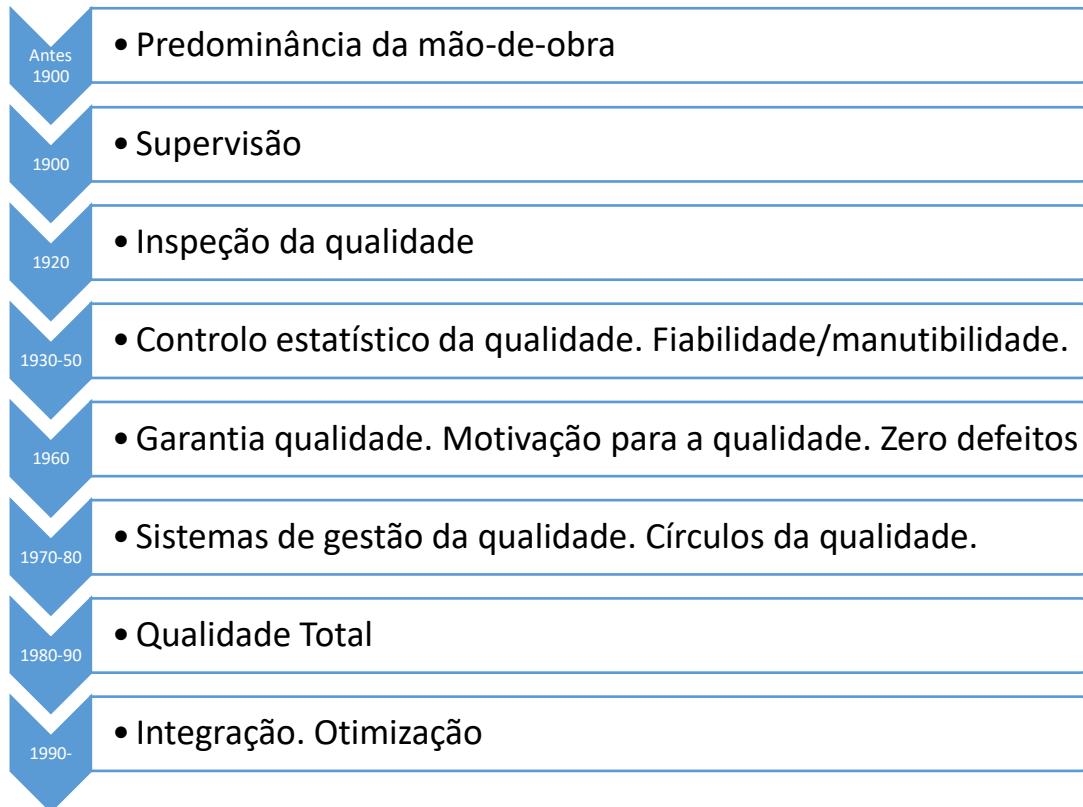 Antes
1900
• Predominância da mão-de-obra
1900
• Supervisão
1920
• Inspeção da qualidade
1930-50
• Controlo estatístico da qualidade. Fiabilidade/manutibilidade.
1960
• Garantia qualidade. Motivação para a qualidade. Zero defeitos
1970-80
• Sistemas de gestão da qualidade. Círculos da qualidade.
1980-90
• Qualidade Total
1990-
• Integração. Otimização